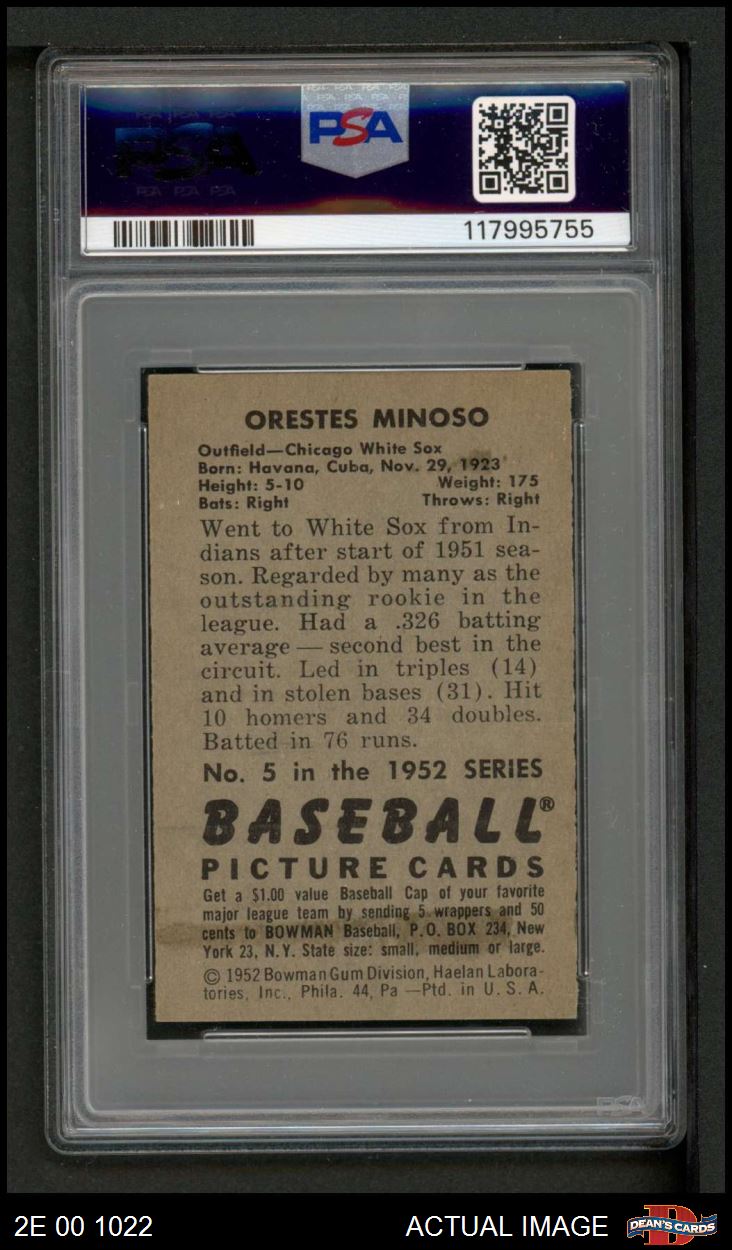 PSA
PSA
117995755
ORESTES MINOSO
Outfield—Chicago White Sox
Born: Havana, Cuba, Nov. 29, 1923
Height: 5-10 Weight: 175
Bats: Right Throws: Right
Went to White Sox from In-
dians after start of 1951 sea-
son. Regarded by many as the
outstanding rookie in the
league. Had a .326 batting
average — second best in the
circuit. Led in triples (14)
and in stolen bases (31). Hit
10 homers and 34 doubles.
Batted in 76 runs.
No. 5 in the 1952 SERIES
BASEBALL®
PICTURE CARDS
Get a $1.00 value Baseball Cap of your favorite
major league team by sending 5 wrappers and 50
cents to BOWMAN Baseball, P.O. BOX 234, New
York 23, N.Y. State size: small, medium or large.
© 1952 Bowman Gum Division, Haelan Labora-
tories, Inc., Phila. 44, Pa —Ptd. in U. S. A.
PSA
2E 00 1022 ACTUAL IMAGE DEAN'S CARDS